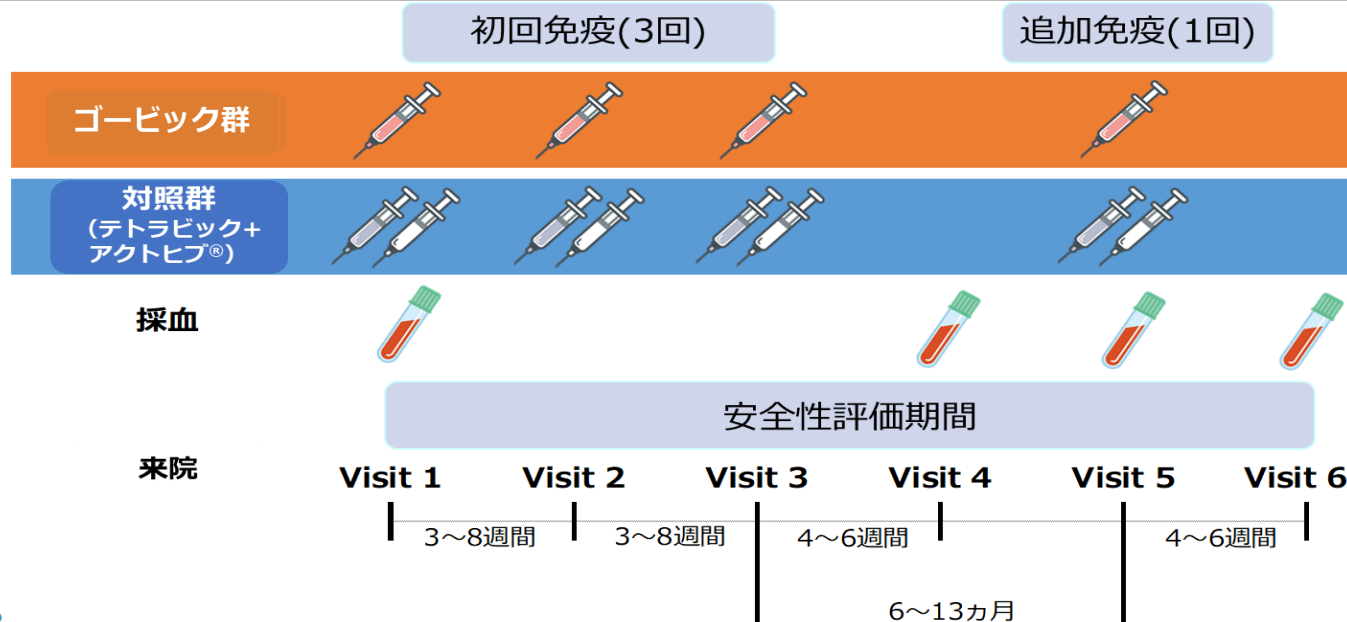 初回免疫(3回)
追加免疫(1回)
ゴービック群
対照群
(テトラビック+
アクトヒブ®)
採血
安全性評価期間
来院
Visit 1
Visit 2
Visit 3
Visit 4
Visit 5
Visit 6
3～8週間
3～8週間
4～6週間
4～6週間
6～13ヵ月